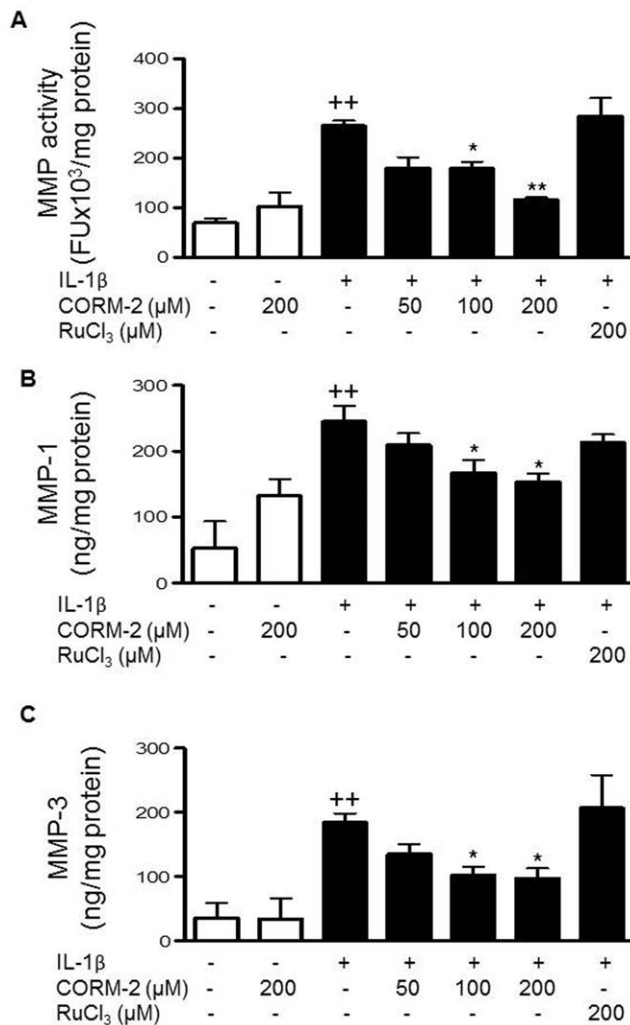 A
MMP activity
(FUx10³/mg protein)
400
300
200
100
0
++
*
**
IL-1β - - + + + + +
CORM-2 (µM) - 200 - 50 100 200 -
RuCl₃ (µM) - - - - - - 200
B
MMP-1
(ng/mg protein)
300
200
100
0
++
*
*
IL-1β - - + + + + +
CORM-2 (µM) - 200 - 50 100 200 -
RuCl₃ (µM) - - - - - - 200
C
MMP-3
(ng/mg protein)
300
200
100
0
++
*
*
IL-1β - - + + + + +
CORM-2 (µM) - 200 - 50 100 200 -
RuCl₃ (µM) - - - - - - 200